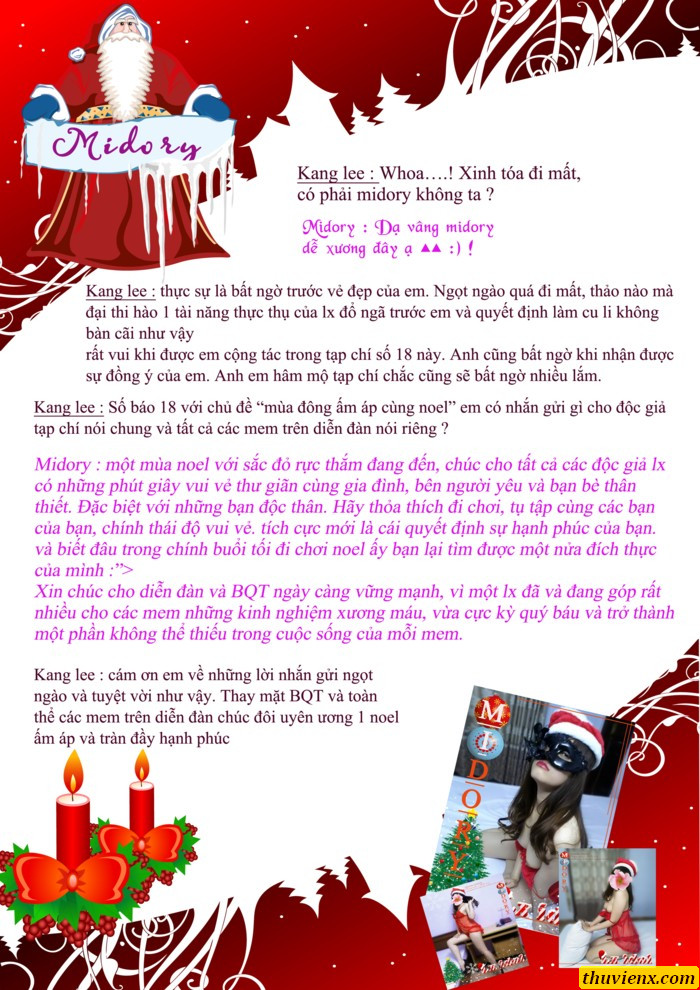 Midory
Kang lee : Whoa….! Xinh tóa đi mất,
có phải midory không ta ?
Midory : Dạ vâng midory
dễ xương đây ạ ▲▲ :) !
Kang lee : thực sự là bất ngờ trước vẻ đẹp của em. Ngọt ngào quá đi mất, thảo nào mà
đại thi hào 1 tài năng thực thụ của lx đổ ngã trước em và quyết định làm cu li không
bàn cãi như vậy
rất vui khi được em cộng tác trong tạp chí số 18 này. Anh cũng bất ngờ khi nhận được
sự đồng ý của em. Anh em hâm mộ tạp chí chắc cũng sẽ bất ngờ nhiều lắm.
Kang lee : Số báo 18 với chủ đề “mùa đông ấm áp cùng noel” em có nhắn gửi gì cho độc giả
tạp chí nói chung và tất cả các mem trên diễn đàn nói riêng ?
Midory : một mùa noel với sắc đỏ rực thắm đang đến, chúc cho tất cả các độc giả lx
có những phút giây vui vẻ thư giãn cùng gia đình, bên người yêu và bạn bè thân
thiết. Đặc biệt với những bạn độc thân. Hãy thỏa thích đi chơi, tụ tập cùng các bạn
của bạn, chính thái độ vui vẻ. tích cực mới là cái quyết định sự hạnh phúc của bạn.
và biết đâu trong chính buổi tối đi chơi noel ấy bạn lại tìm được một nửa đích thực
của mình :”>
Xin chúc cho diễn đàn và BQT ngày càng vững mạnh, vì một lx đã và đang góp rất
nhiều cho các mem những kinh nghiệm xương máu, vừa cực kỳ quý báu và trở thành
một phần không thể thiếu trong cuộc sống của mỗi mem.
Kang lee : cám ơn em về những lời nhắn gửi ngọt
ngào và tuyệt vời như vậy. Thay mặt BQT và toàn
thể các mem trên diễn đàn chúc đôi uyên ương 1 noel
ấm áp và tràn đầy hạnh phúc
MIDORY
thuvienx.com